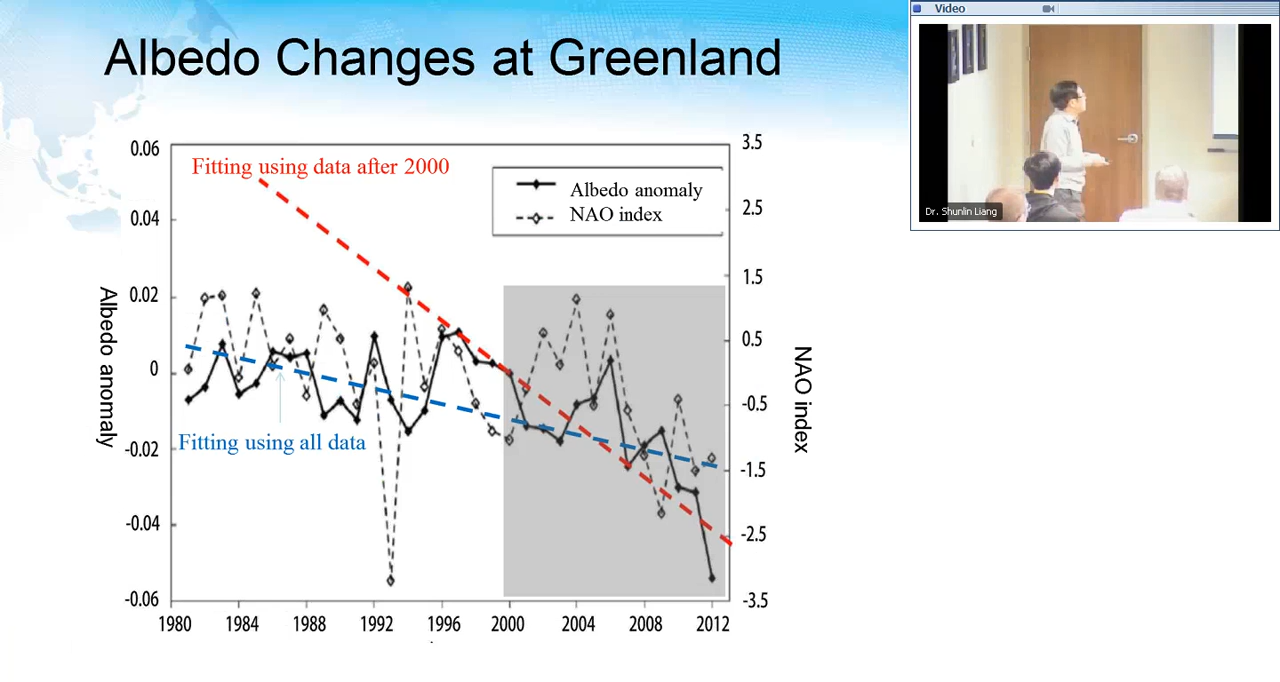 Albedo Changes at Greenland
Video
Dr. Shunlin Liang
Fitting using data after 2000
Albedo anomaly
NAO index
Fitting using all data
Albedo anomaly
0.06
0.04
0.02
0
-0.02
-0.04
-0.06
3.5
2.5
1.5
0.5
-0.5
-1.5
-2.5
-3.5
NAO index
1980 1984 1988 1992 1996 2000 2004 2008 2012